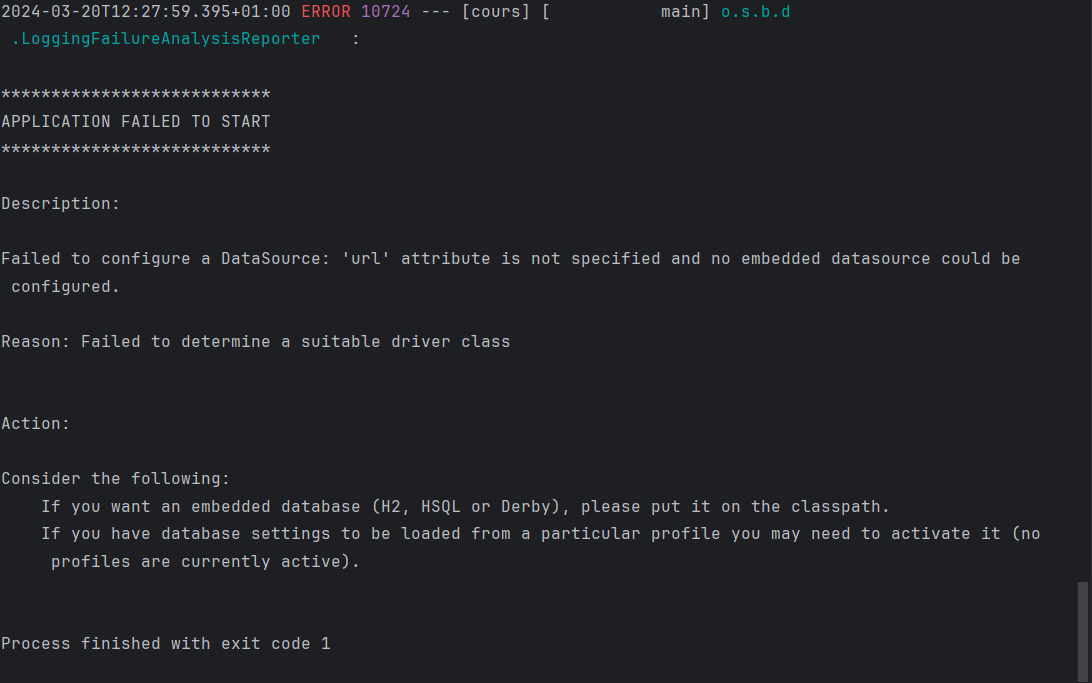 2024-03-20T12:27:59.395+01:00 ERROR 10724 --- [cours] [           main] o.s.b.d
 .LoggingFailureAnalysisReporter   :

***************************
APPLICATION FAILED TO START
***************************

Description:

Failed to configure a DataSource: 'url' attribute is not specified and no embedded datasource could be
 configured.

Reason: Failed to determine a suitable driver class


Action:

Consider the following:
    If you want an embedded database (H2, HSQL or Derby), please put it on the classpath.
    If you have database settings to be loaded from a particular profile you may need to activate it (no
     profiles are currently active).


Process finished with exit code 1